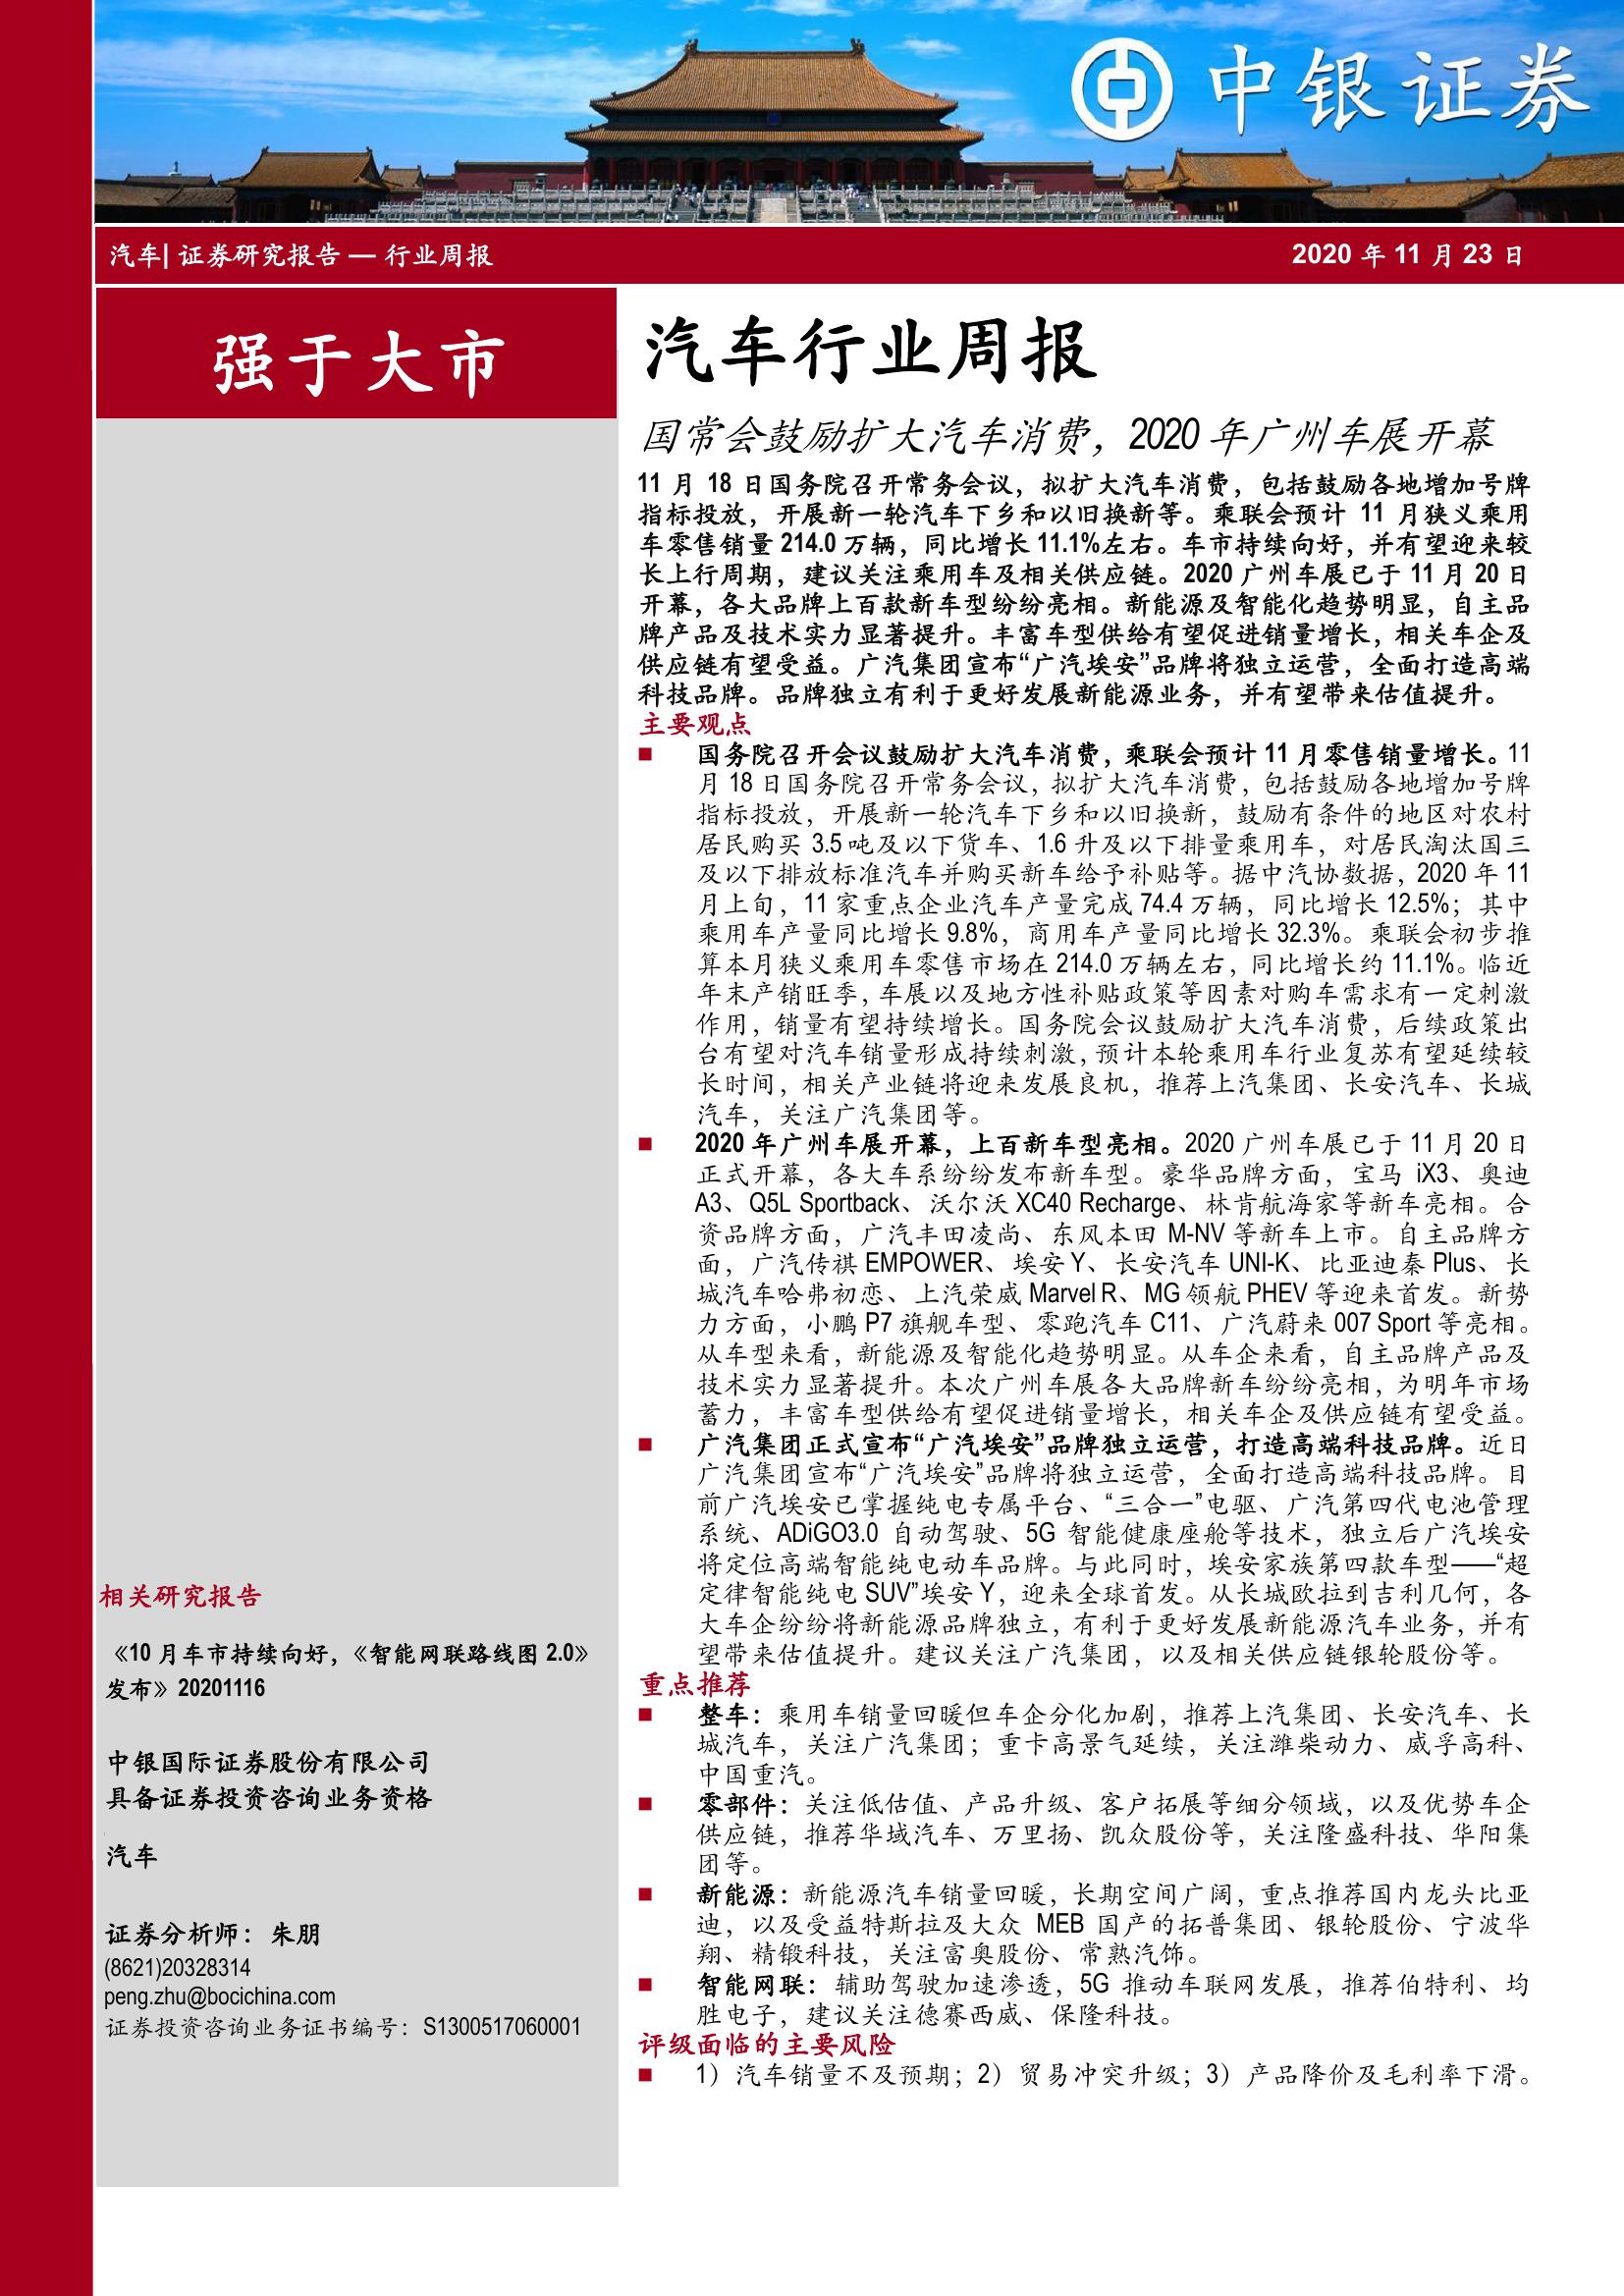 中银证券
汽车| 证券研究报告 — 行业周报
2020 年 11 月 23 日
强于大市
汽车行业周报
国常会鼓励扩大汽车消费，2020 年广州车展开幕
11 月 18 日国务院召开常务会议，拟扩大汽车消费，包括鼓励各地增加号牌
指标投放，开展新一轮汽车下乡和以旧换新等。乘联会预计 11 月狭义乘用
车零售销量 214.0 万辆，同比增长 11.1%左右。车市持续向好，并有望迎来较
长上行周期，建议关注乘用车及相关供应链。2020 广州车展已于 11 月 20 日
开幕，各大品牌上百款新车型纷纷亮相。新能源及智能化趋势明显，自主品
牌产品及技术实力显著提升。丰富车型供给有望促进销量增长，相关车企及
供应链有望受益。广汽集团宣布“广汽埃安”品牌将独立运营，全面打造高端
科技品牌。品牌独立有利于更好发展新能源业务，并有望带来估值提升。
主要观点
■ 国务院召开会议鼓励扩大汽车消费，乘联会预计 11 月零售销量增长。11
月 18 日国务院召开常务会议，拟扩大汽车消费，包括鼓励各地增加号牌
指标投放，开展新一轮汽车下乡和以旧换新，鼓励有条件的地区对农村
居民购买 3.5 吨及以下货车、1.6 升及以下排量乘用车，对居民淘汰国三
及以下排放标准汽车并购买新车给予补贴等。据中汽协数据，2020 年 11
月上旬，11 家重点企业汽车产量完成 74.4 万辆，同比增长 12.5%；其中
乘用车产量同比增长 9.8%，商用车产量同比增长 32.3%。乘联会初步推
算本月狭义乘用车零售市场在 214.0 万辆左右，同比增长约 11.1%。临近
年末产销旺季，车展以及地方性补贴政策等因素对购车需求有一定刺激
作用，销量有望持续增长。国务院会议鼓励扩大汽车消费，后续政策出
台有望对汽车销量形成持续刺激，预计本轮乘用车行业复苏有望延续较
长时间，相关产业链将迎来发展良机，推荐上汽集团、长安汽车、长城
汽车，关注广汽集团等。
■ 2020 年广州车展开幕，上百新车型亮相。2020 广州车展已于 11 月 20 日
正式开幕，各大车系纷纷发布新车型。豪华品牌方面，宝马 iX3、奥迪
A3、Q5L Sportback、沃尔沃 XC40 Recharge、林肯航海家等新车亮相。合
资品牌方面，广汽丰田凌尚、东风本田 M-NV 等新车上市。自主品牌方
面，广汽传祺 EMPOWER、埃安 Y、长安汽车 UNI-K、比亚迪秦 Plus、长
城汽车哈弗初恋、上汽荣威 Marvel R、MG 领航 PHEV 等迎来首发。新势
力方面，小鹏 P7 旗舰车型、零跑汽车 C11、广汽蔚来 007 Sport 等亮相。
从车型来看，新能源及智能化趋势明显。从车企来看，自主品牌产品及
技术实力显著提升。本次广州车展各大品牌新车纷纷亮相，为明年市场
蓄力，丰富车型供给有望促进销量增长，相关车企及供应链有望受益。
■ 广汽集团正式宣布“广汽埃安”品牌独立运营，打造高端科技品牌。近日
广汽集团宣布“广汽埃安”品牌将独立运营，全面打造高端科技品牌。目
前广汽埃安已掌握纯电专属平台、“三合一”电驱、广汽第四代电池管理
系统、ADiGO3.0 自动驾驶、5G 智能健康座舱等技术，独立后广汽埃安
将定位高端智能纯电动车品牌。与此同时，埃安家族第四款车型——“超
定律智能纯电 SUV”埃安 Y，迎来全球首发。从长城欧拉到吉利几何，各
大车企纷纷将新能源品牌独立，有利于更好发展新能源汽车业务，并有
望带来估值提升。建议关注广汽集团，以及相关供应链银轮股份等。
重点推荐
■ 整车：乘用车销量回暖但车企分化加剧，推荐上汽集团、长安汽车、长
城汽车，关注广汽集团；重卡高景气延续，关注潍柴动力、威孚高科、
中国重汽。
■ 零部件：关注低估值、产品升级、客户拓展等细分领域，以及优势车企
供应链，推荐华域汽车、万里扬、凯众股份等，关注隆盛科技、华阳集
团等。
■ 新能源：新能源汽车销量回暖，长期空间广阔，重点推荐国内龙头比亚
迪，以及受益特斯拉及大众 MEB 国产的拓普集团、银轮股份、宁波华
翔、精锻科技，关注富奥股份、常熟汽饰。
■ 智能网联：辅助驾驶加速渗透，5G 推动车联网发展，推荐伯特利、均
胜电子，建议关注德赛西威、保隆科技。
评级面临的主要风险
■ 1）汽车销量不及预期；2）贸易冲突升级；3）产品降价及毛利率下滑。
相关研究报告
《10 月车市持续向好，《智能网联路线图 2.0》
发布》20201116
中银国际证券股份有限公司
具备证券投资咨询业务资格
汽车
证券分析师：朱朋
(8621)20328314
peng.zhu@bocichina.com
证券投资咨询业务证书编号：S1300517060001